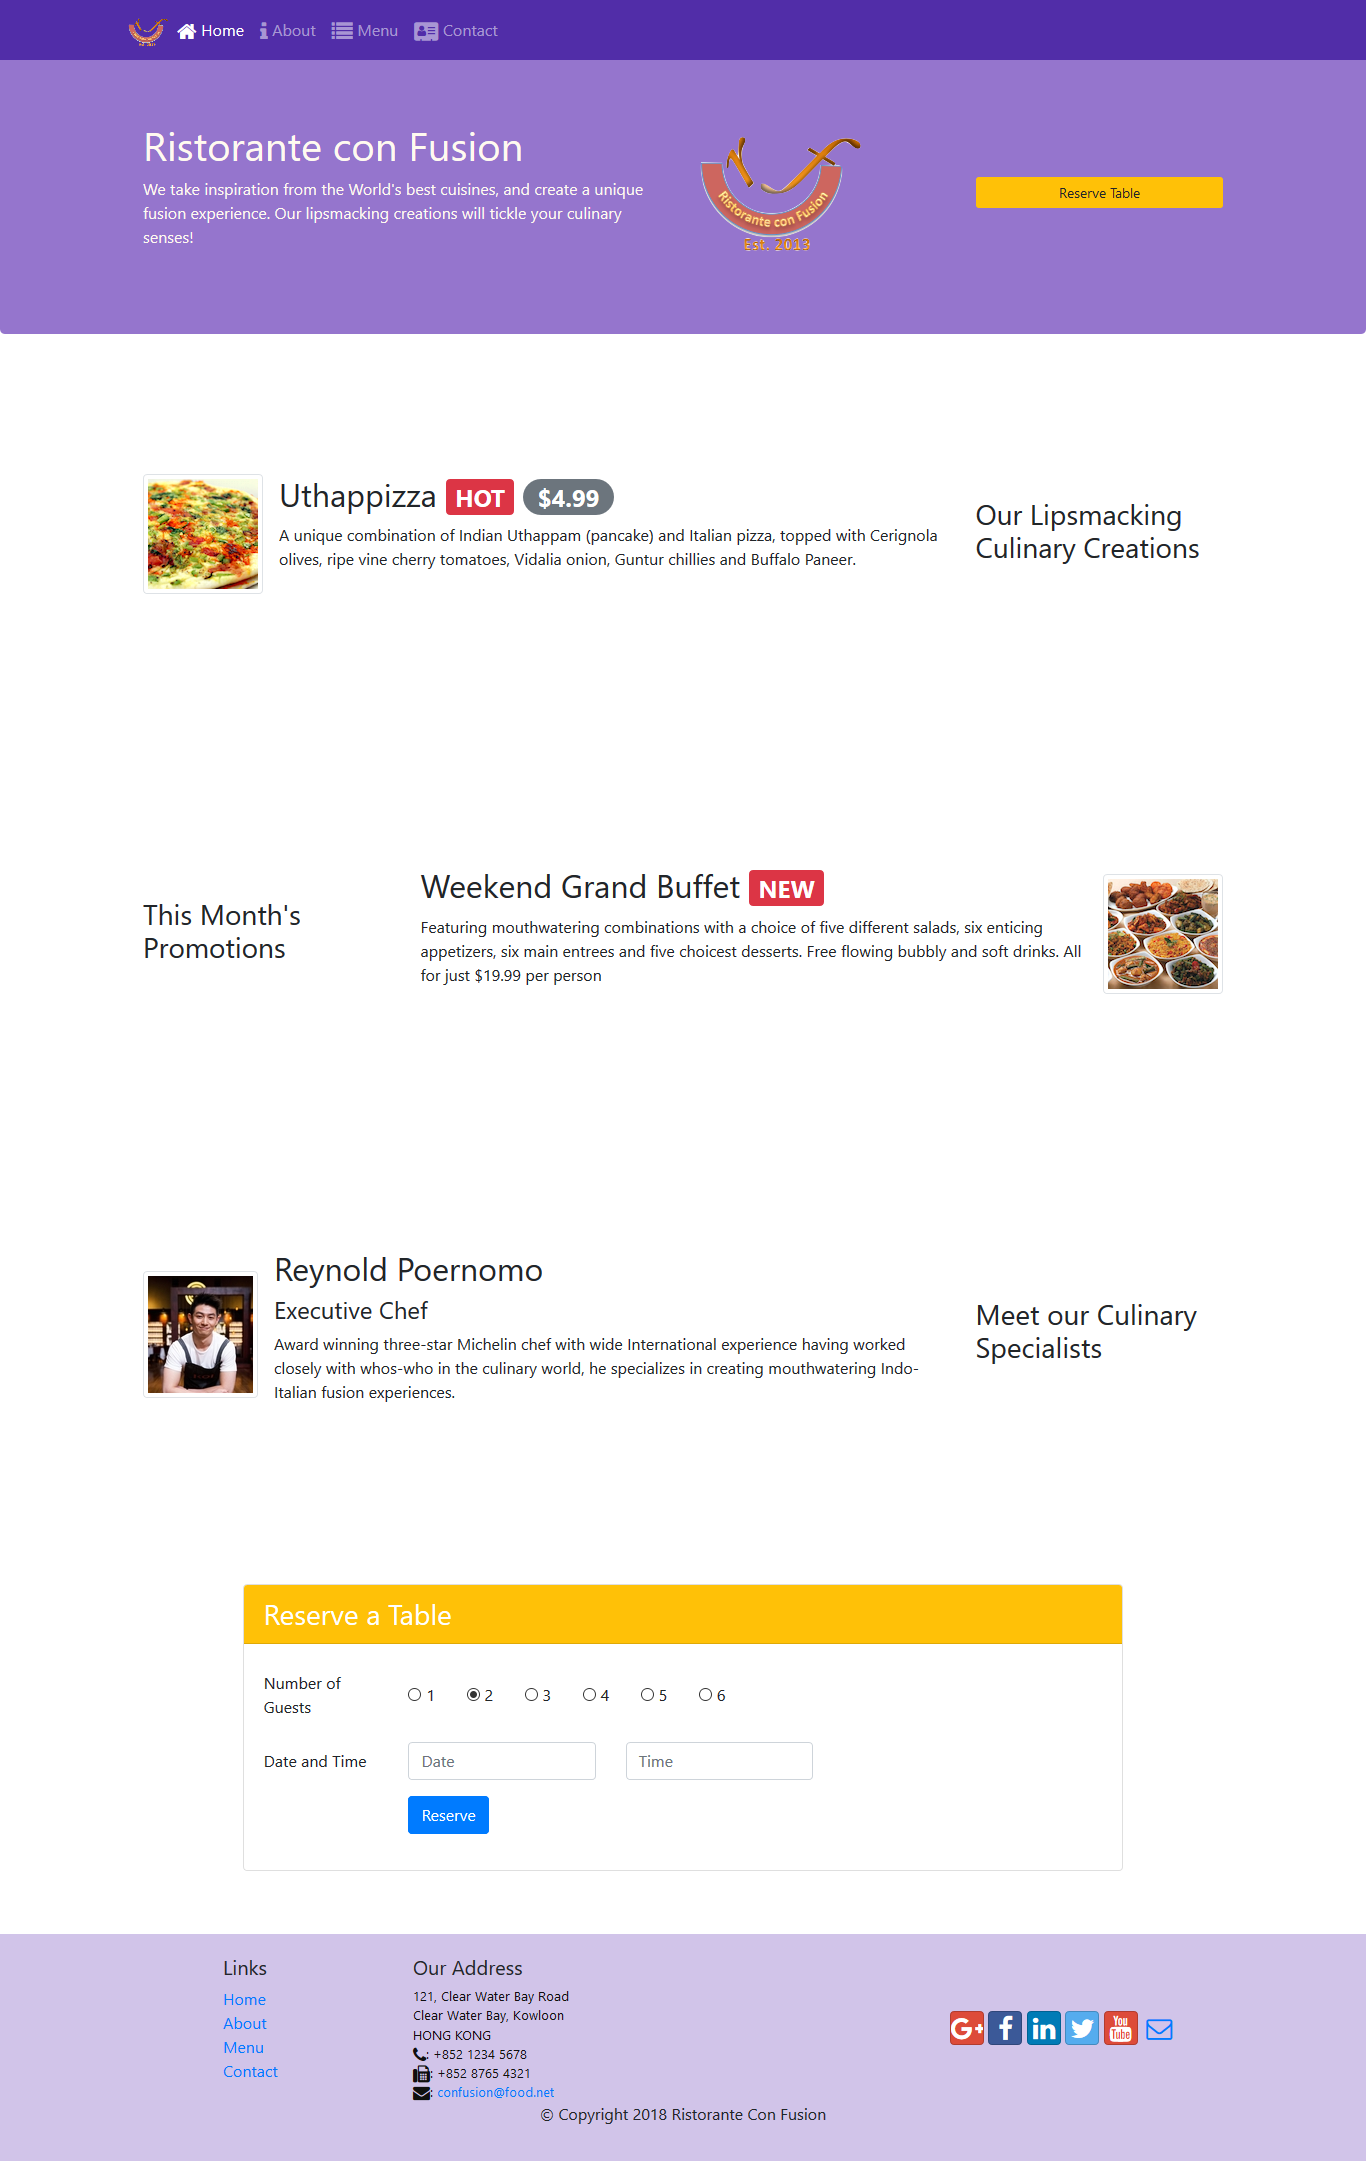 Home About Menu Contact
Ristorante con Fusion
We take inspiration from the World's best cuisines, and create a unique
fusion experience. Our lipsmacking creations will tickle your culinary
senses!
Ristorante con Fusion
Est. 2013
Reserve Table
Uthappizza HOT $4.99
A unique combination of Indian Uthappam (pancake) and Italian pizza, topped with Cerignola
olives, ripe vine cherry tomatoes, Vidalia onion, Guntur chillies and Buffalo Paneer.
Our Lipsmacking
Culinary Creations
This Month's
Promotions
Weekend Grand Buffet NEW
Featuring mouthwatering combinations with a choice of five different salads, six enticing
appetizers, six main entrees and five choicest desserts. Free flowing bubbly and soft drinks. All
for just $19.99 per person
Reynold Poernomo
Executive Chef
Award winning three-star Michelin chef with wide International experience having worked
closely with whos-who in the culinary world, he specializes in creating mouthwatering Indo-
Italian fusion experiences.
Meet our Culinary
Specialists
Reserve a Table
Number of
Guests
1 2 3 4 5 6
Date and Time
Date
Time
Reserve
Links
Home
About
Menu
Contact
Our Address
121, Clear Water Bay Road
Clear Water Bay, Kowloon
HONG KONG
: +852 1234 5678
: +852 8765 4321
: confusion@food.net
G+ f in You Tube
© Copyright 2018 Ristorante Con Fusion